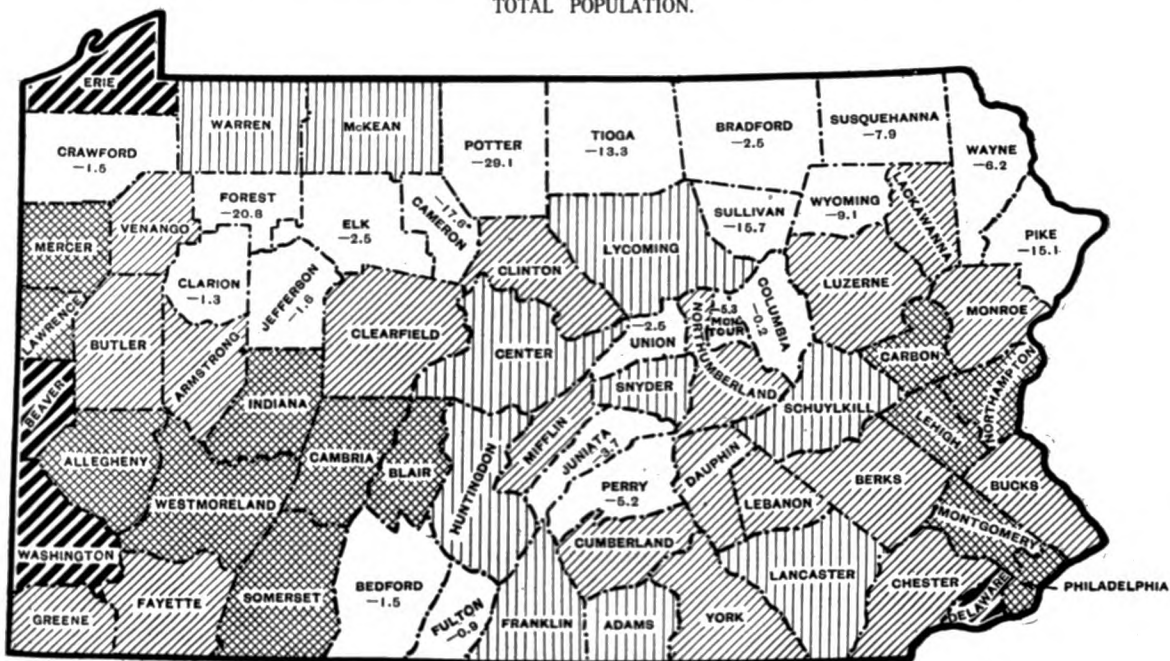 TOTAL POPULATION.
ERIE
CRAWFORD
−1.5
WARREN
McKEAN
POTTER
−29.1
TIOGA
−13.3
BRADFORD
−2.5
SUSQUEHANNA
−7.9
WAYNE
−6.2
MERCER
VENANGO
FOREST
−20.8
ELK
−2.5
CAMERON
−17.6
CLINTON
LYCOMING
SULLIVAN
−15.7
WYOMING
−9.1
LACKAWANNA
PIKE
−15.1
CLARION
−1.3
JEFFERSON
−1.6
LAWRENCE
BUTLER
ARMSTRONG
CLEARFIELD
CENTER
−2.5
UNION
NORTHUMBERLAND
−5.3
MON-
TOUR
COLUMBIA
−0.2
LUZERNE
MONROE
CARBON
BEAVER
INDIANA
SNYDER
SCHUYLKILL
LEHIGH
NORTHAMPTON
ALLEGHENY
WESTMORELAND
CAMBRIA
BLAIR
HUNTINGDON
MIFFLIN
JUNIATA
−3.7
PERRY
−5.2
DAUPHIN
LEBANON
BERKS
BUCKS
MONTGOMERY
WASHINGTON
CUMBERLAND
GREENE
FAYETTE
SOMERSET
BEDFORD
−1.5
FULTON
−0.9
FRANKLIN
ADAMS
YORK
LANCASTER
CHESTER
DELAWARE
PHILADELPHIA